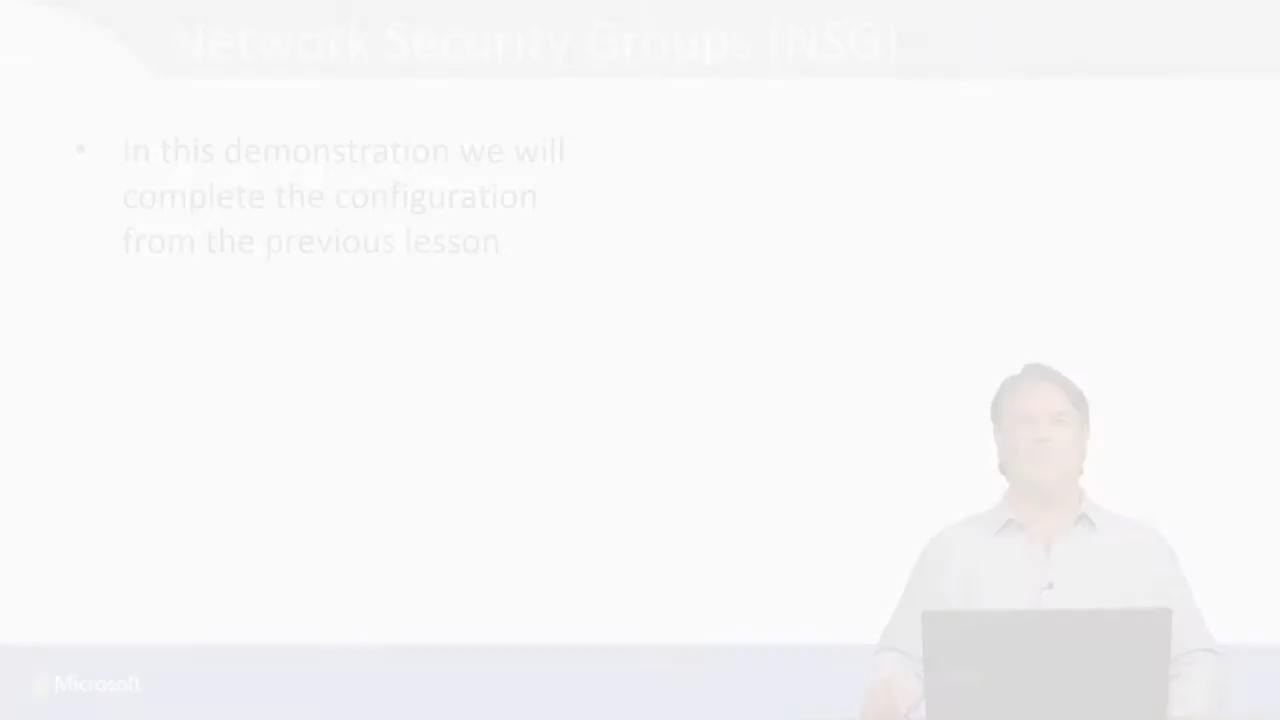 Network Security Groups (NSG)
• In this demonstration we will
complete the configuration
from the previous lesson
Microsoft